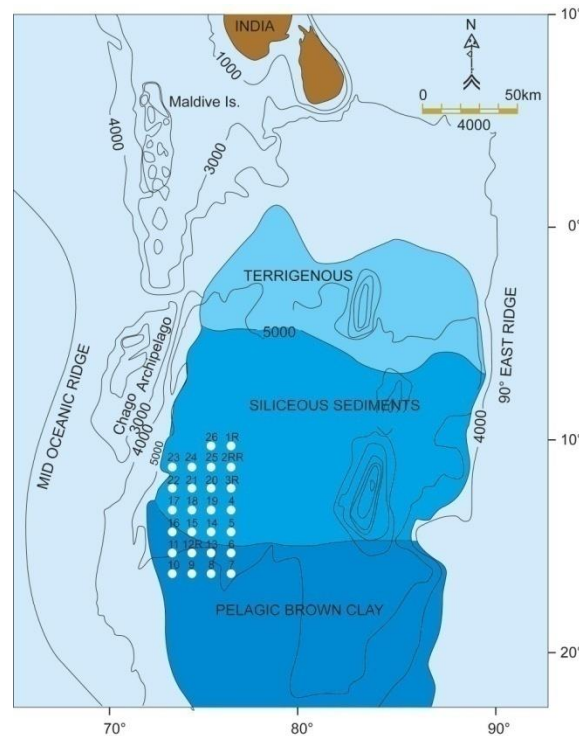 10°
INDIA
N
1000
Maldive Is.
0 50km
4000
4000
3000
0°
TERRIGENOUS
5000
MID OCEANIC RIDGE
Chago Archipelago
3000
4000
5000
90° EAST RIDGE
4000
SILICEOUS SEDIMENTS
10°
26 1R
23 24 25 2RR
22 21 20 3R
17 18 19 4
16 15 14 5
11 12R 13 6
10 9 8 7
PELAGIC BROWN CLAY
20°
70° 80° 90°